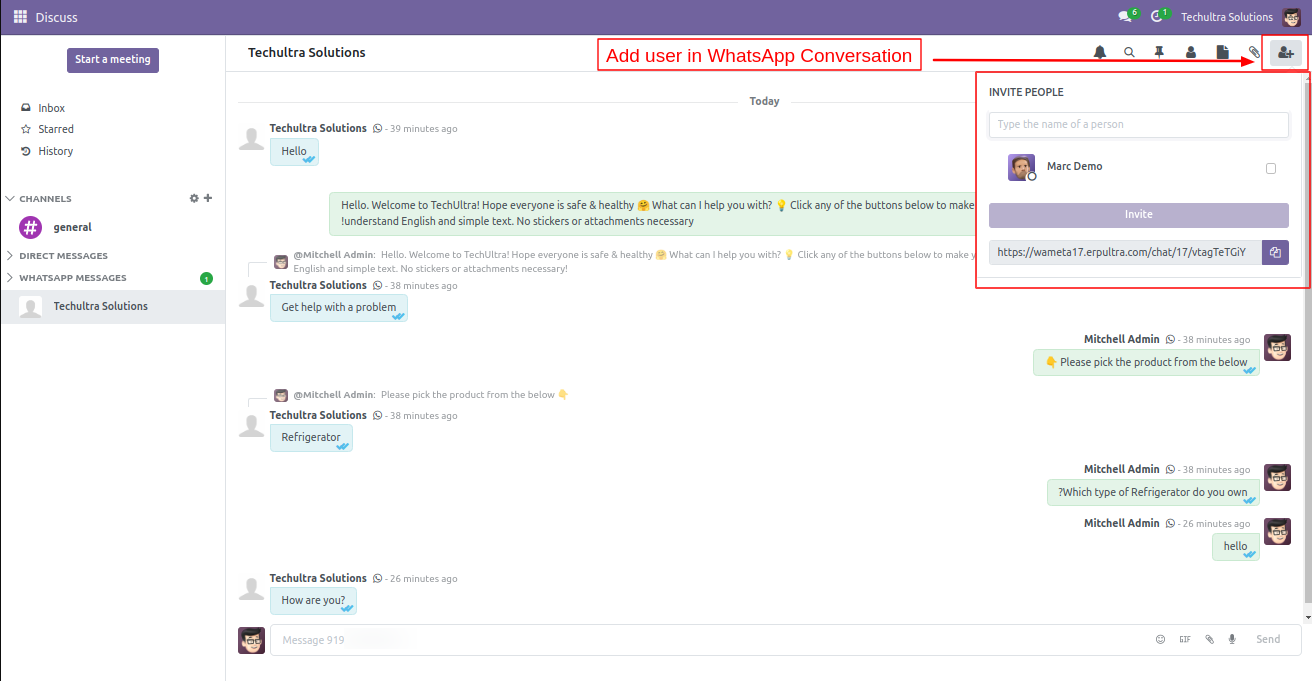 Discuss
6
1
Techultra Solutions
Start a meeting
Inbox
Starred
History
CHANNELS
general
DIRECT MESSAGES
WHATSAPP MESSAGES
1
Techultra Solutions
Techultra Solutions
Add user in WhatsApp Conversation
INVITE PEOPLE
Type the name of a person
Marc Demo
Invite
https://wameta17.erpultra.com/chat/17/vtagTeTGiY
Today
Techultra Solutions - 39 minutes ago
Hello
Hello. Welcome to TechUltra! Hope everyone is safe & healthy 🤗 What can I help you with? 💡 Click any of the buttons below to make
!understand English and simple text. No stickers or attachments necessary
@Mitchell Admin: Hello. Welcome to TechUltra! Hope everyone is safe & healthy 🤗 What can I help you with? 💡 Click any of the buttons below to make
English and simple text. No stickers or attachments necessary!
Techultra Solutions - 38 minutes ago
Get help with a problem
Mitchell Admin - 38 minutes ago
👇 Please pick the product from the below
@Mitchell Admin: Please pick the product from the below 👇
Techultra Solutions - 38 minutes ago
Refrigerator
Mitchell Admin - 38 minutes ago
?Which type of Refrigerator do you own
Mitchell Admin - 26 minutes ago
hello
Techultra Solutions - 26 minutes ago
How are you?
Message 919
GIF
Send